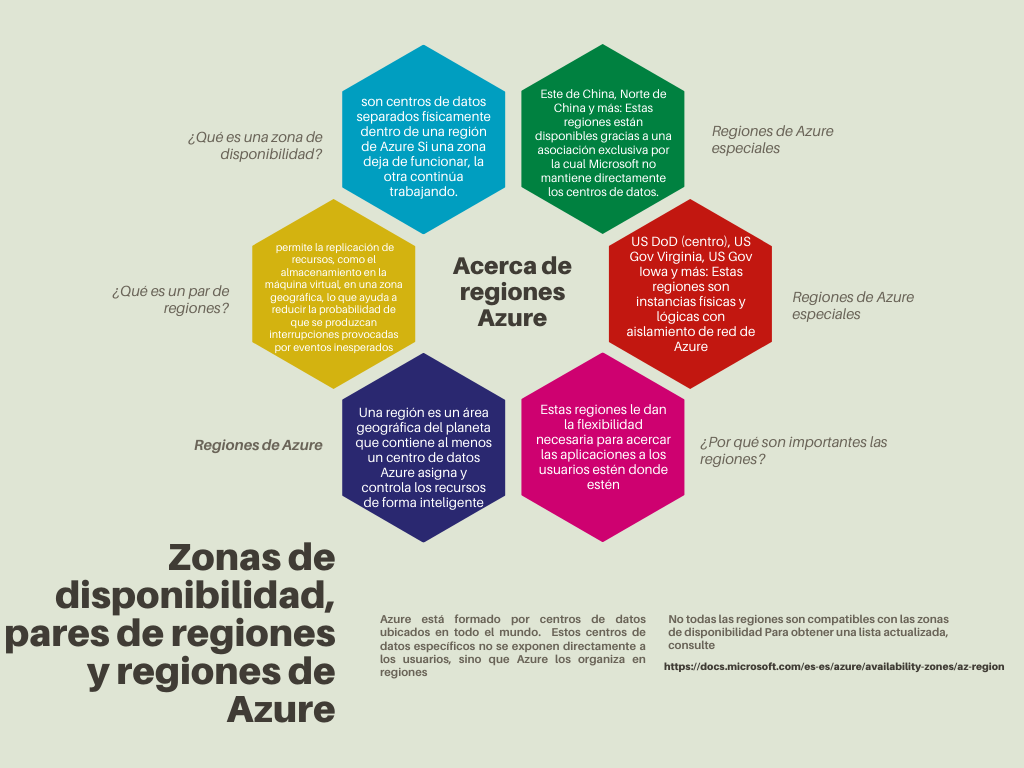 ¿Qué es una zona de
disponibilidad?
son centros de datos
separados físicamente
dentro de una región
de Azure Si una zona
deja de funcionar, la
otra continúa
trabajando.
Este de China, Norte de
China y más: Estas
regiones están
disponibles gracias a una
asociación exclusiva por
la cual Microsoft no
mantiene directamente
los centros de datos.
Regiones de Azure
especiales
¿Qué es un par de
regiones?
permite la replicación de
recursos, como el
almacenamiento en la
máquina virtual, en una zona
geográfica, lo que ayuda a
reducir la probabilidad de
que se produzcan
interrupciones provocadas
por eventos inesperados
Acerca de
regiones
Azure
US DoD (centro), US
Gov Virginia, US Gov
Iowa y más: Estas
regiones son
instancias físicas y
lógicas con
aislamiento de red de
Azure
Regiones de Azure
especiales
Regiones de Azure
Una región es un área
geográfica del planeta
que contiene al menos
un centro de datos
Azure asigna y
controla los recursos
de forma inteligente
Estas regiones le dan
la flexibilidad
necesaria para acercar
las aplicaciones a los
usuarios estén donde
estén
¿Por qué son importantes las
regiones?
Zonas de
disponibilidad,
pares de regiones
y regiones de
Azure
Azure está formado por centros de datos
ubicados en todo el mundo. Estos centros de
datos específicos no se exponen directamente a
los usuarios, sino que Azure los organiza en
regiones
No todas las regiones son compatibles con las zonas
de disponibilidad Para obtener una lista actualizada,
consulte
https://docs.microsoft.com/es-es/azure/availability-zones/az-region